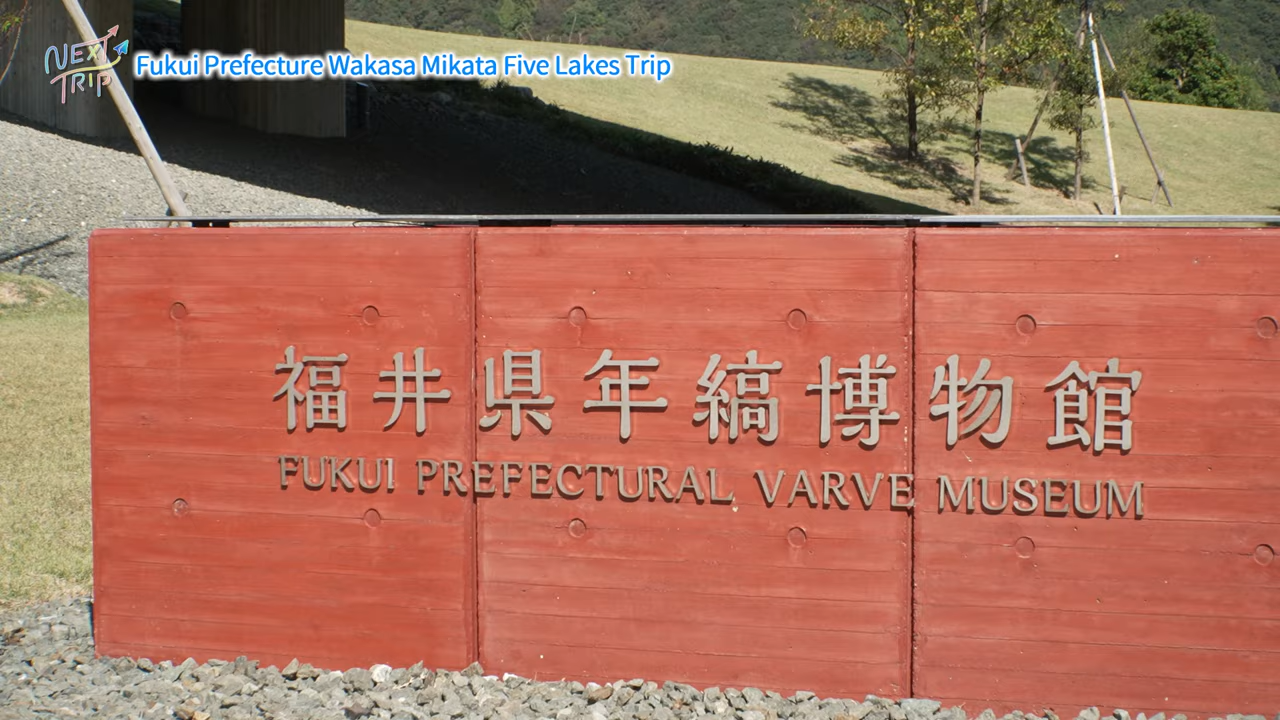 NEXT TRIP
Fukui Prefecture Wakasa Mikata Five Lakes Trip
福井県年縞博物館
FUKUI PREFECTURAL VARVE MUSEUM